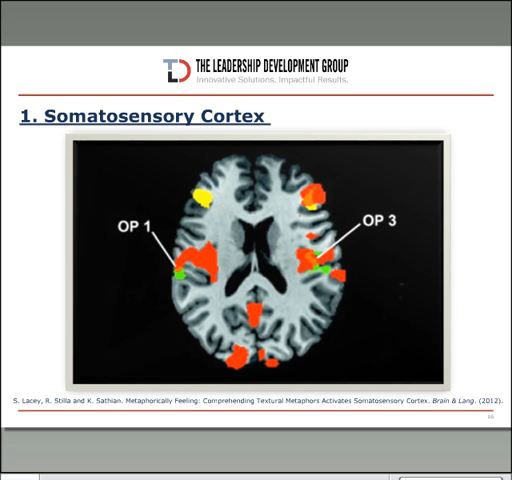 THE LEADERSHIP DEVELOPMENT GROUP
Innovative Solutions. Impactful Results.
1. Somatosensory Cortex
OP 1
OP 3
S. Lacey, R. Stilla and K. Sathian. Metaphorically Feeling: Comprehending Textural Metaphors Activates Somatosensory Cortex. Brain & Lang. (2012).